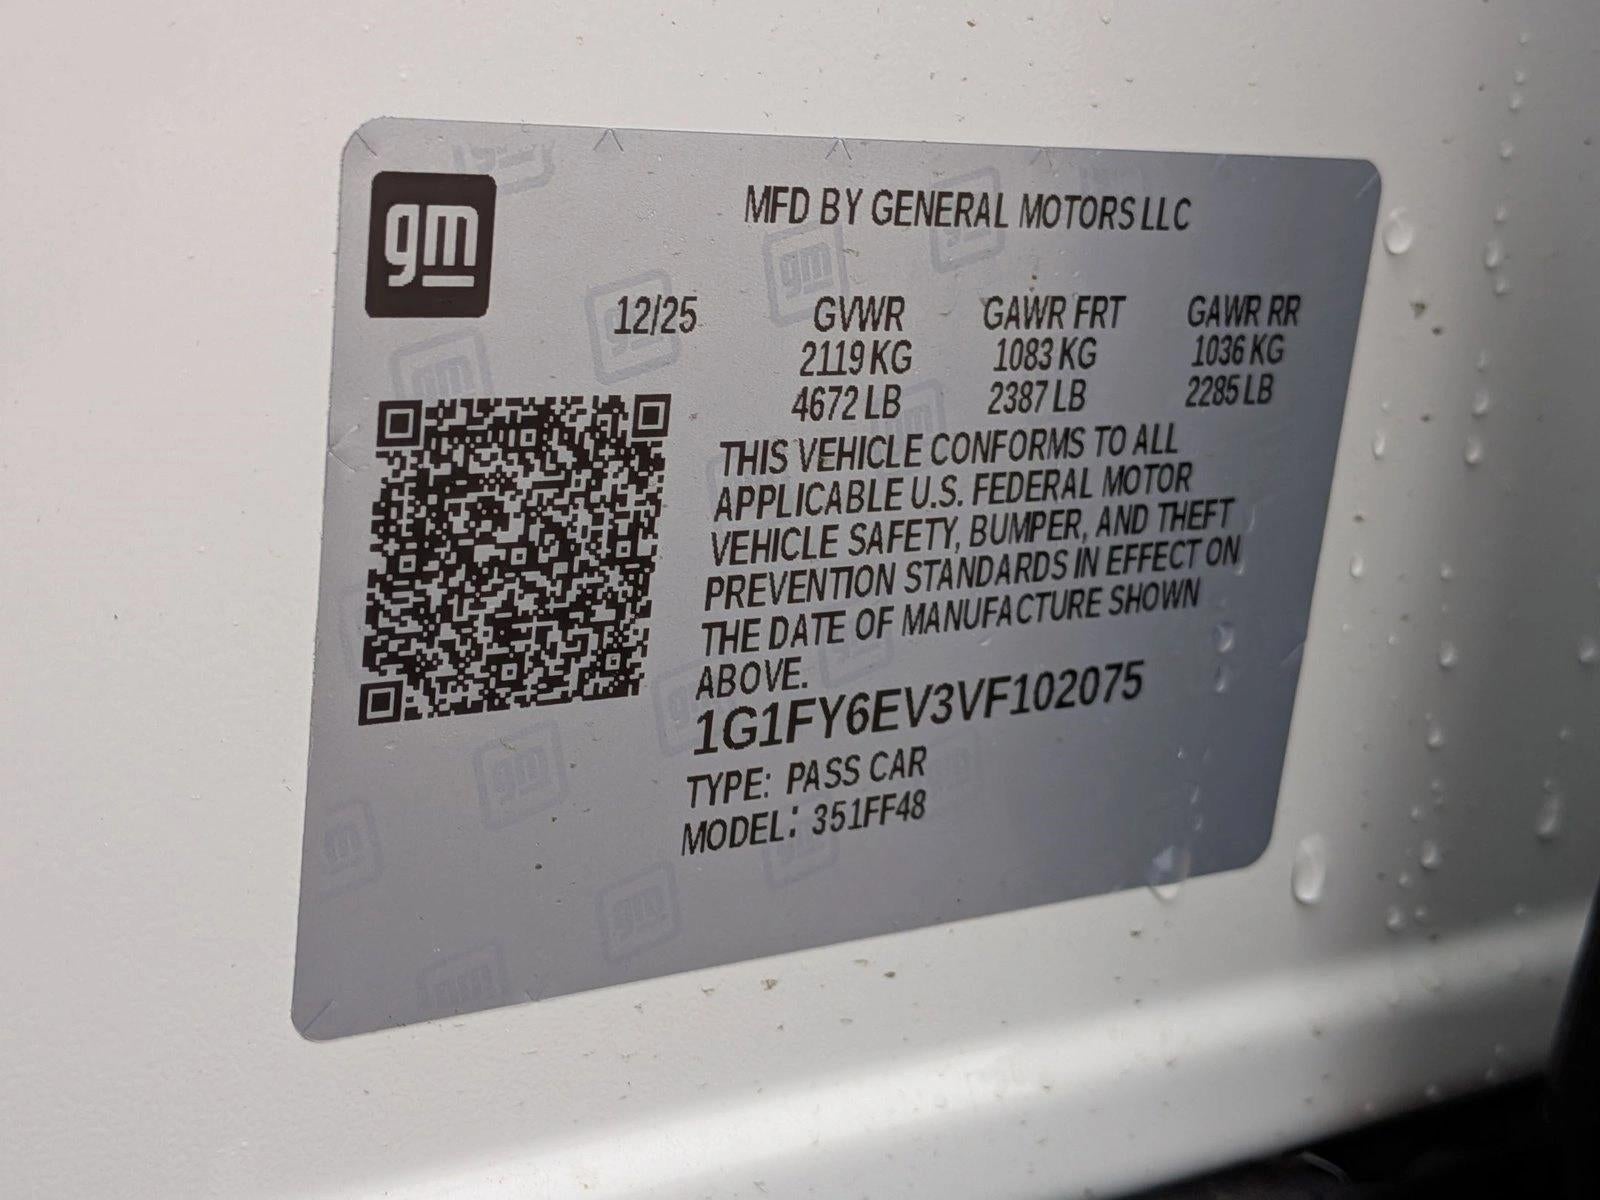 gm
MFD BY GENERAL MOTORS LLC
12/25 GVWR GAWR FRT GAWR RR
2119 KG 1083 KG 1036 KG
4672 LB 2387 LB 2285 LB
THIS VEHICLE CONFORMS TO ALL
APPLICABLE U.S. FEDERAL MOTOR
VEHICLE SAFETY, BUMPER, AND THEFT
PREVENTION STANDARDS IN EFFECT ON
THE DATE OF MANUFACTURE SHOWN
ABOVE.
1G1FY6EV3VF102075
TYPE: PASS CAR
MODEL: 351FF48